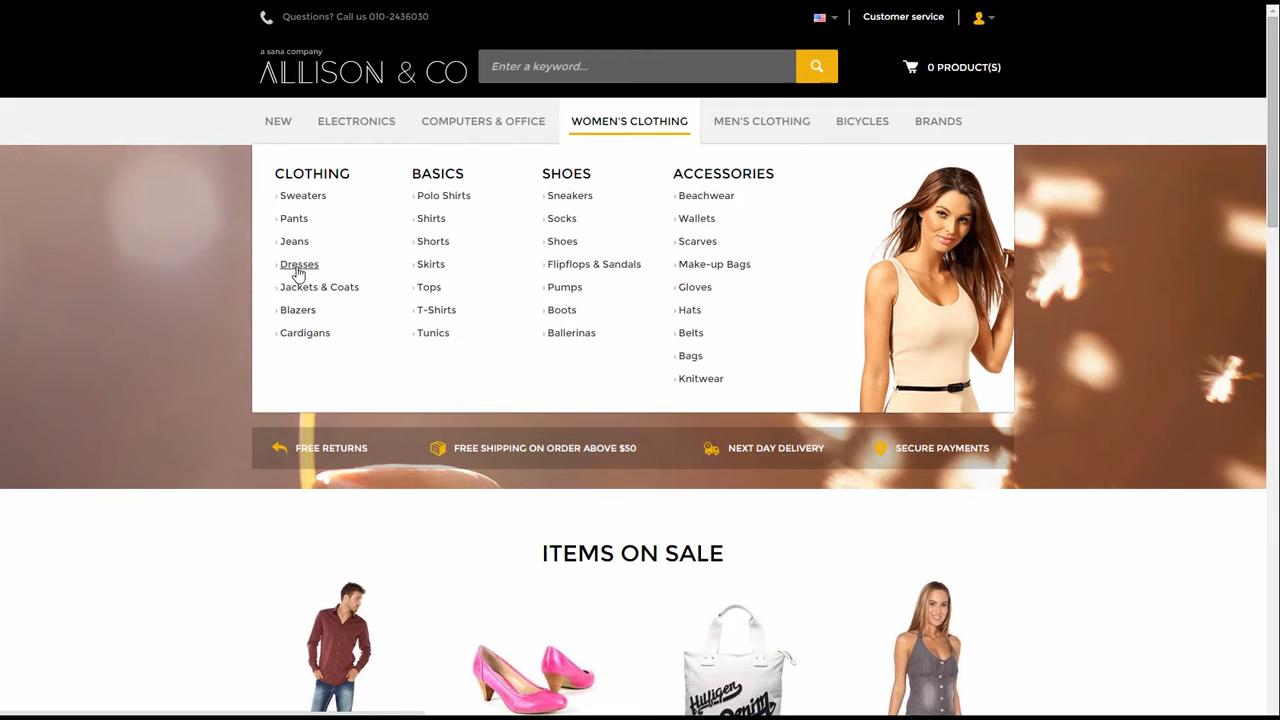 Questions? Call us 010-2436030
Customer service
a sana company
ALLISON & CO
Enter a keyword...
0 PRODUCT(S)
NEW
ELECTRONICS
COMPUTERS & OFFICE
WOMEN'S CLOTHING
MEN'S CLOTHING
BICYCLES
BRANDS
CLOTHING
Sweaters
Pants
Jeans
Dresses
Jackets & Coats
Blazers
Cardigans
BASICS
Polo Shirts
Shirts
Shorts
Skirts
Tops
T-Shirts
Tunics
SHOES
Sneakers
Socks
Shoes
Flipflops & Sandals
Pumps
Boots
Ballerinas
ACCESSORIES
Beachwear
Wallets
Scarves
Make-up Bags
Gloves
Hats
Belts
Bags
Knitwear
FREE RETURNS
FREE SHIPPING ON ORDER ABOVE $50
NEXT DAY DELIVERY
SECURE PAYMENTS
ITEMS ON SALE
Hilfiger
Denim